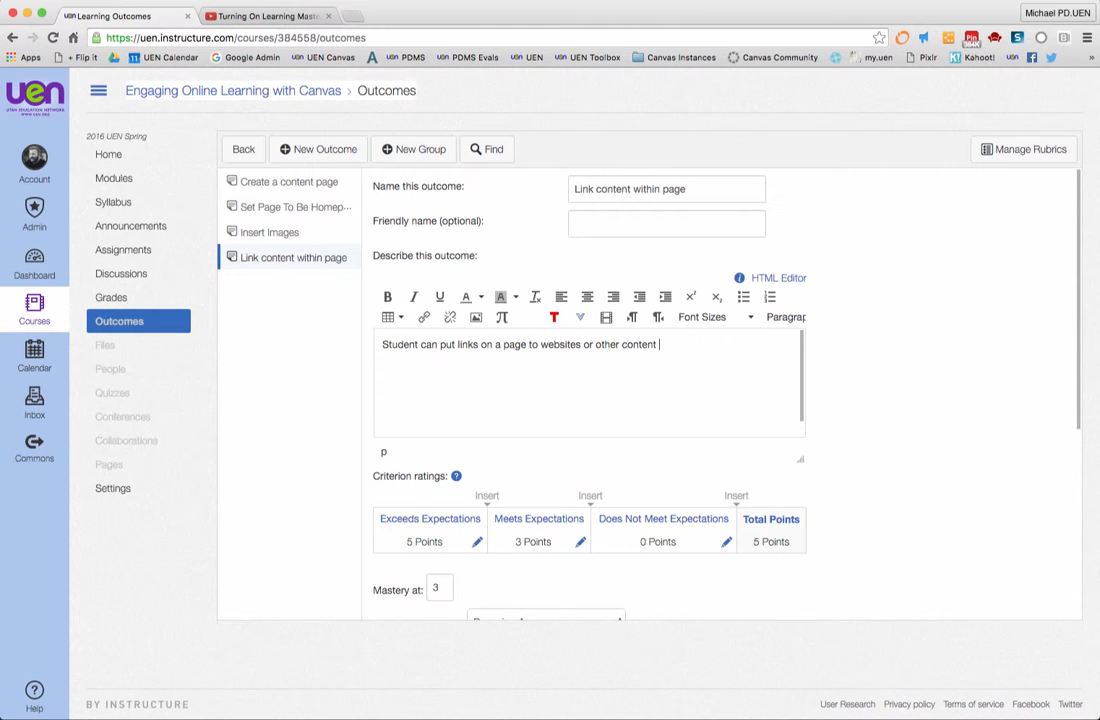 Learning Outcomes
Turning On Learning Maste
Michael PD.UEN
https://uen.instructure.com/courses/384558/outcomes
Apps + Flip it UEN Calendar Google Admin UEN Canvas PDMS PDMS Evals UEN UEN Toolbox Canvas Instances Canvas Community my.uen Pixlr Kahoot! »
uen
UTAH EDUCATION NETWORK
WWW.UEN.ORG
Account
Admin
Dashboard
Courses
Calendar
Inbox
Commons
Help
Engaging Online Learning with Canvas › Outcomes
2016 UEN Spring
Home
Modules
Syllabus
Announcements
Assignments
Discussions
Grades
Outcomes
Files
People
Quizzes
Conferences
Collaborations
Pages
Settings
Back New Outcome New Group Find Manage Rubrics
Create a content page
Set Page To Be Homep...
Insert Images
Link content within page
Name this outcome: Link content within page
Friendly name (optional):
Describe this outcome:
HTML Editor
Font Sizes Paragrap
Student can put links on a page to websites or other content
p
Criterion ratings:
Insert Insert Insert
Exceeds Expectations Meets Expectations Does Not Meet Expectations Total Points
5 Points 3 Points 0 Points 5 Points
Mastery at: 3
BY INSTRUCTURE
User Research Privacy policy Terms of service Facebook Twitter